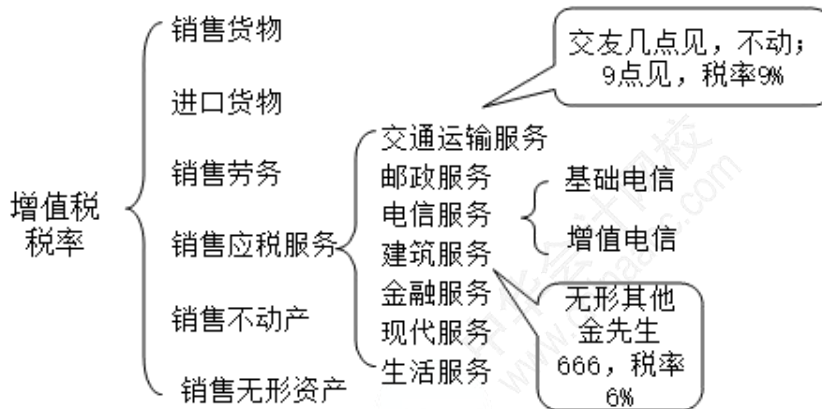 销售货物
交友几点见，不动；
9点见，税率9%
进口货物
交通运输服务
销售劳务
邮政服务
基础电信
增值税
税率
电信服务
销售应税服务
建筑服务
增值电信
金融服务
无形其他
金先生
666，税率
6%
销售不动产
现代服务
生活服务
销售无形资产